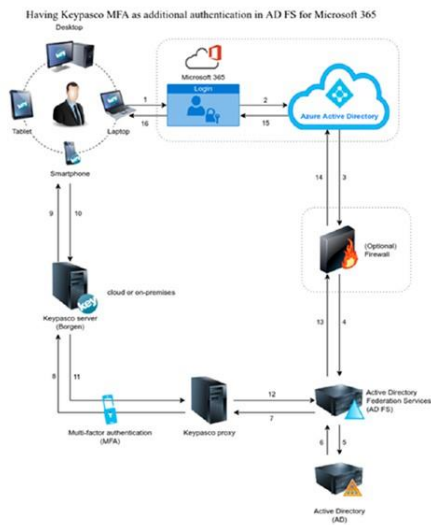 Having Keypasco MFA as additional authentication in AD FS for Microsoft 365
Desktop
Tablet
Laptop
Smartphone
Microsoft 365
Login
Azure Active Directory
1
16
2
15
14
3
9
10
(Optional)
Firewall
key
cloud or on-premises
Keypasco server
(Borgen)
13
4
8
11
12
7
Multi-factor authentication
(MFA)
Keypasco proxy
Active Directory
Federation Services
(AD FS)
6
5
Active Directory
(AD)